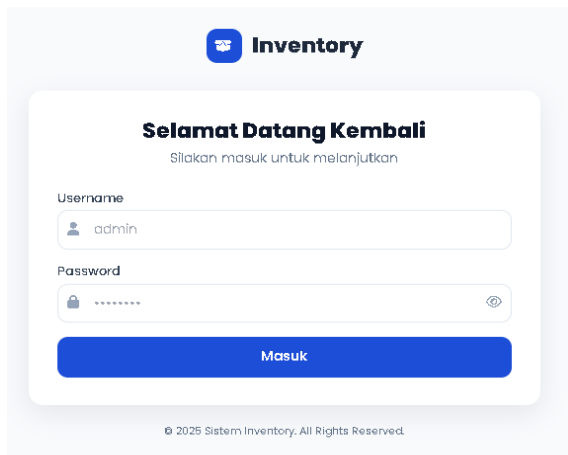 Inventory
Selamat Datang Kembali
Silakan masuk untuk melanjutkan
Username
admin
Password
••••••••
Masuk
© 2025 Sistem Inventory. All Rights Reserved.